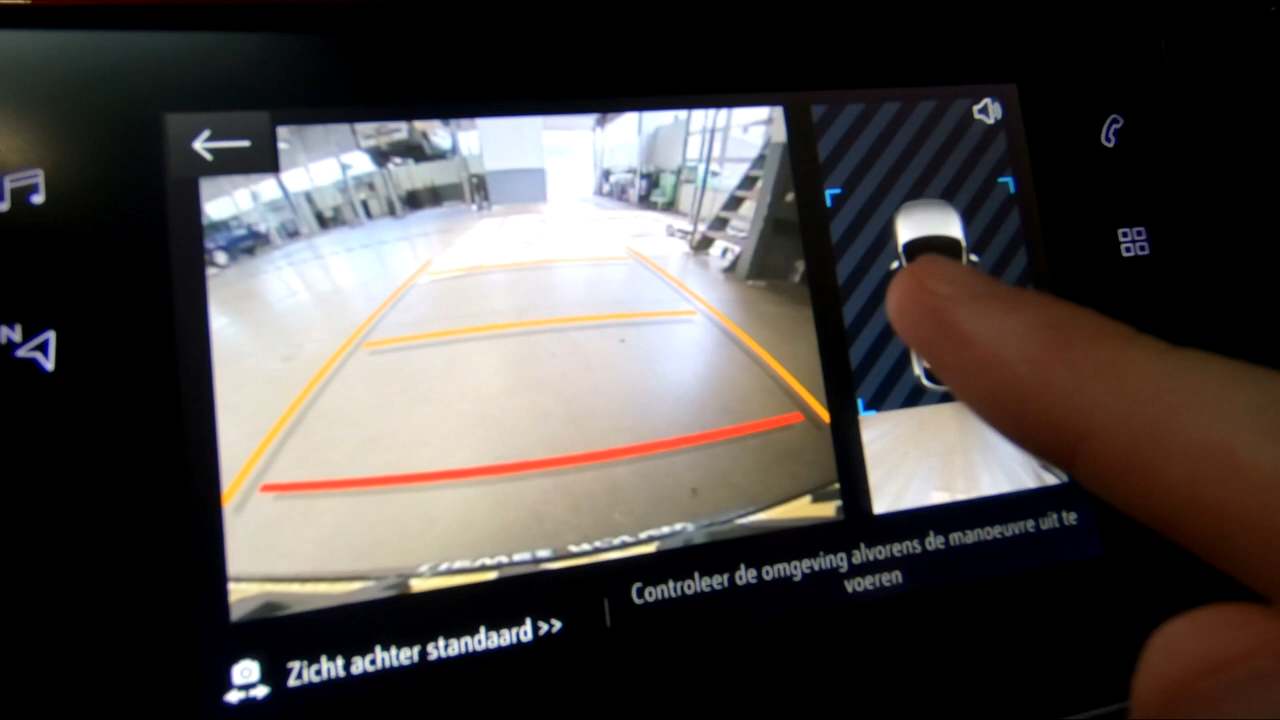 N
Controleer de omgeving alvorens de manoeuvre uit te
voeren
Zicht achter standaard >>